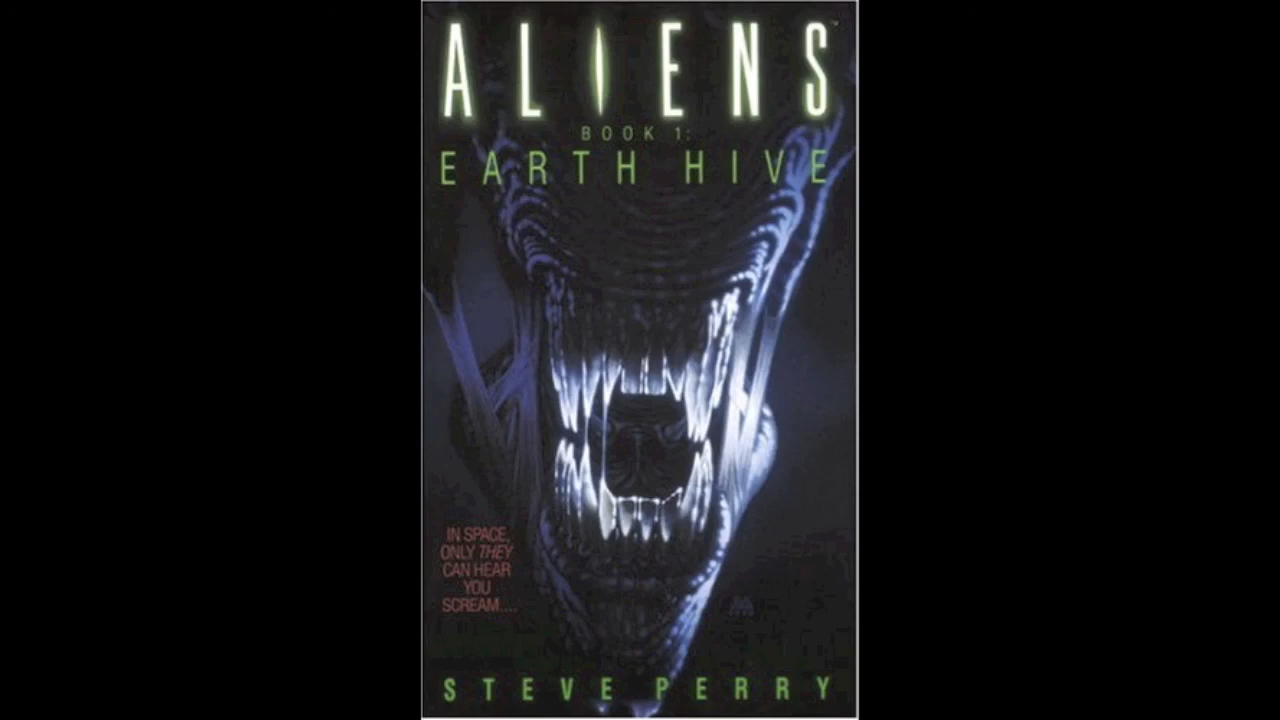 ALIENS
BOOK 1:
EARTH HIVE
IN SPACE,
ONLY THEY
CAN HEAR
YOU
SCREAM....
STEVE PERRY